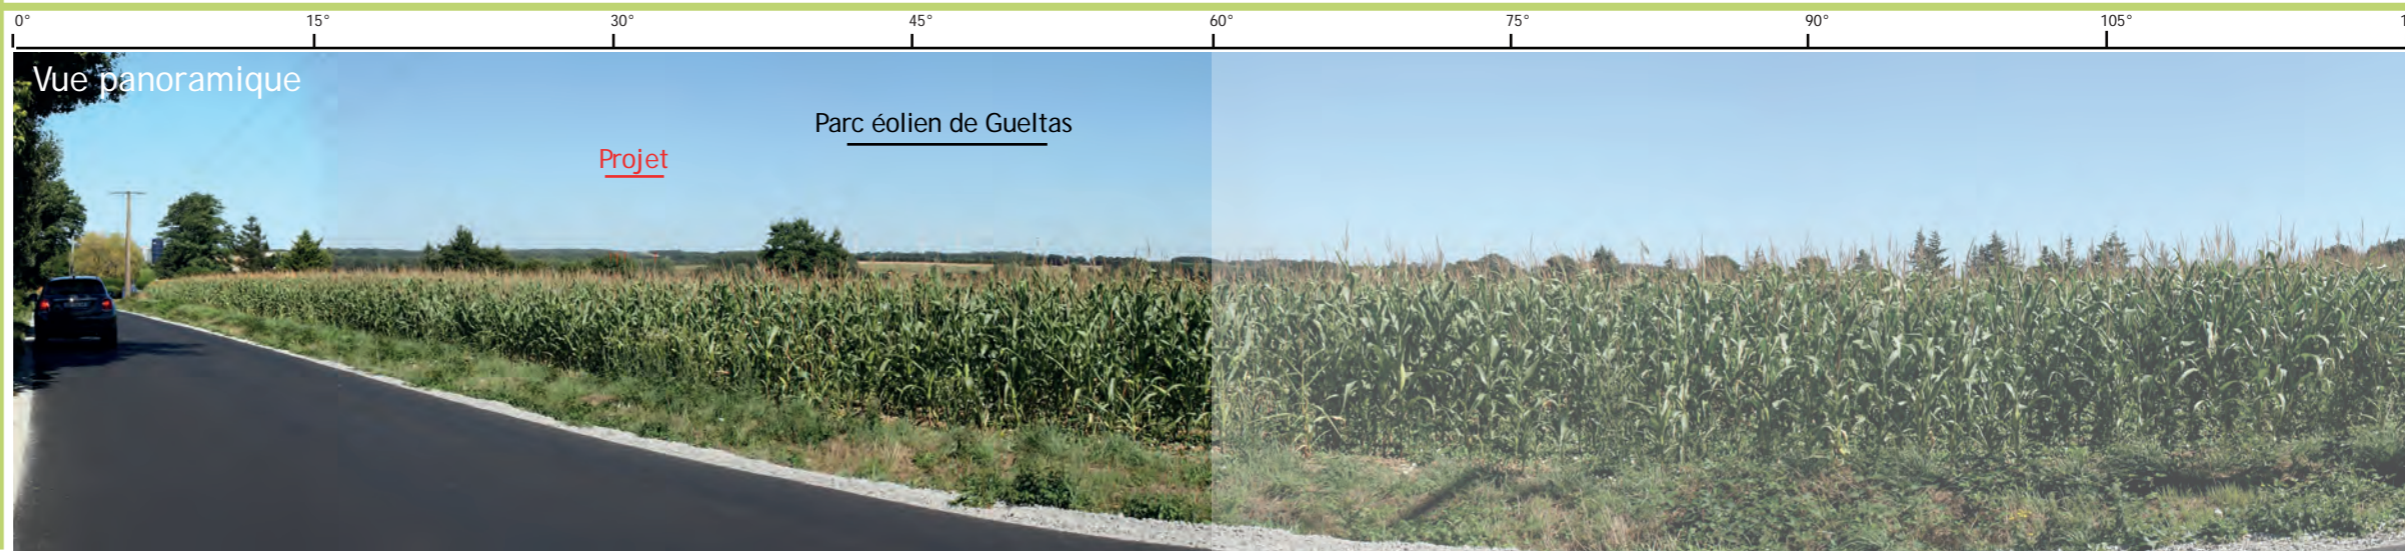 0° 15° 30° 45° 60° 75° 90° 105°
Vue panoramique
Parc éolien de Gueltas
Projet